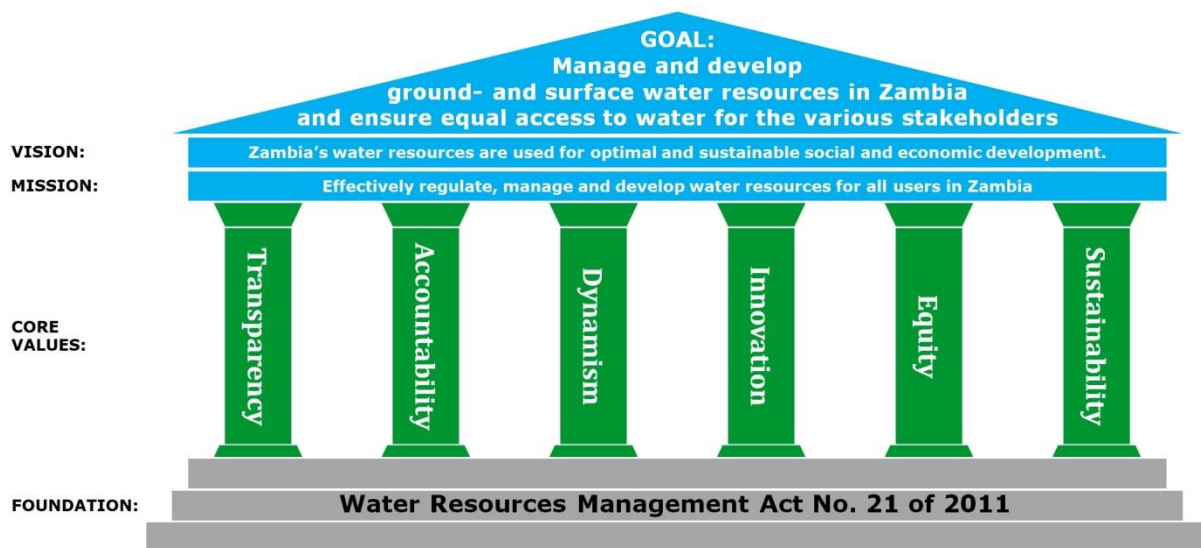 GOAL:
Manage and develop
ground- and surface water resources in Zambia
and ensure equal access to water for the various stakeholders
VISION:
Zambia's water resources are used for optimal and sustainable social and economic development.
MISSION:
Effectively regulate, manage and develop water resources for all users in Zambia
CORE
VALUES:
Transparency
Accountability
Dynamism
Innovation
Equity
Sustainability
FOUNDATION:
Water Resources Management Act No. 21 of 2011